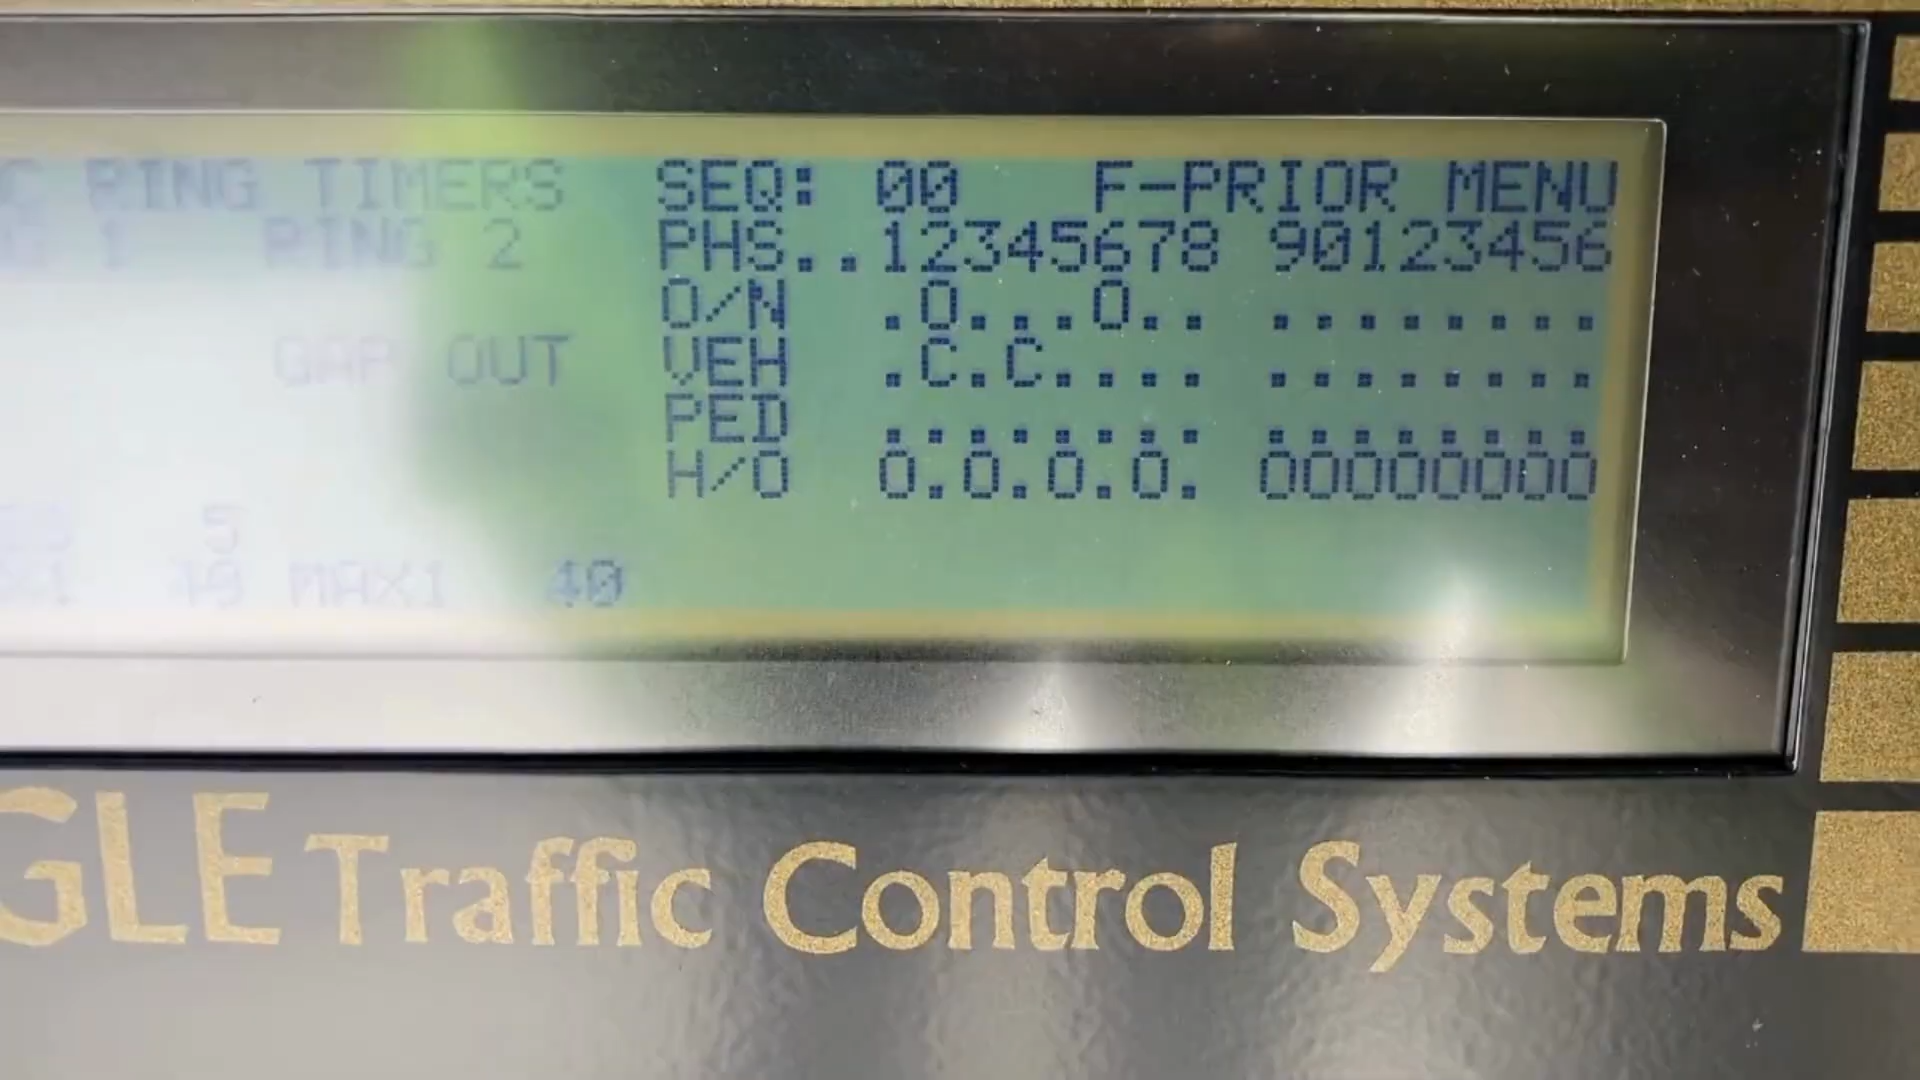 C RING TIMERS SEQ: 00 F-PRIOR MENU
G 1 RING 2 PHS..12345678 90123456
O/N .O...O.. ........
GAP OUT VEH .C.C.... ........
PED ........ ........
H/O O.O.O.O. OOOOOOOO
5
MAX1 40
GLE Traffic Control Systems